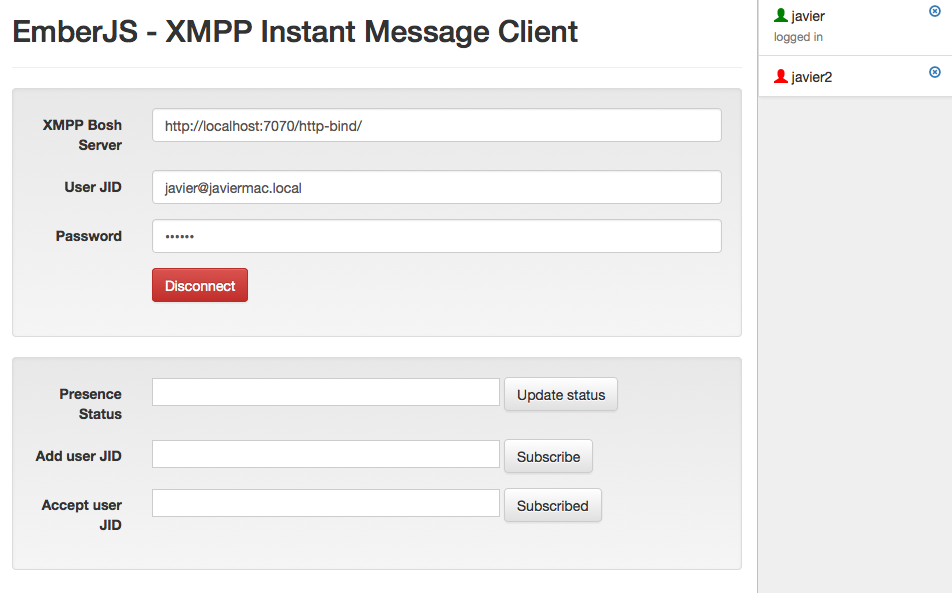 EmberJS - XMPP Instant Message Client
XMPP Bosh
Server
http://localhost:7070/http-bind/
User JID
javier@javiermac.local
Password
••••••
Disconnect
Presence
Status
Update status
Add user JID
Subscribe
Accept user
JID
Subscribed
javier
logged in
javier2